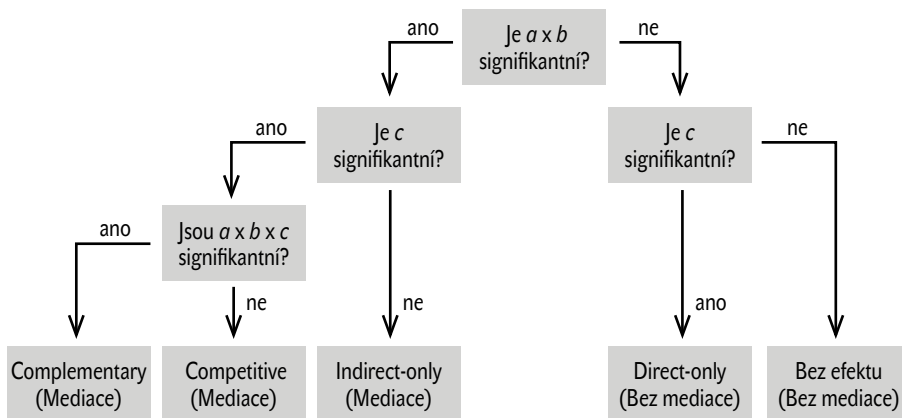 ano
Je a x b
signifikantní?
ne
ano
Je c
signifikantní?
Je c
signifikantní?
ne
ano
Jsou a x b x c
signifikantní?
ne
ne
ano
Complementary
(Mediace)
Competitive
(Mediace)
Indirect-only
(Mediace)
Direct-only
(Bez mediace)
Bez efektu
(Bez mediace)